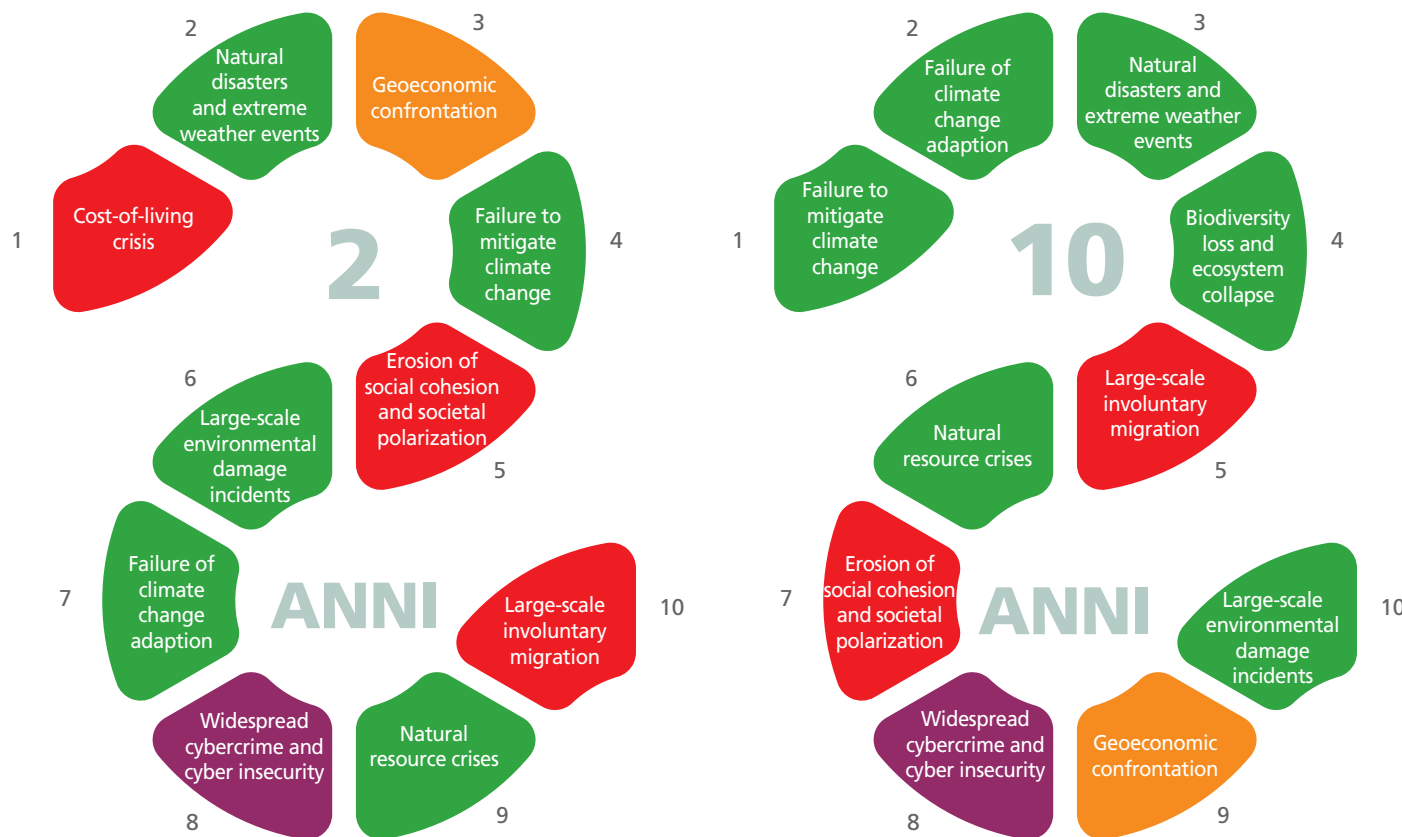 2
Natural
disasters
and extreme
weather events
3
Geoeconomic
confrontation
1
Cost-of-living
crisis
2
Failure to
mitigate
climate
change
4
Erosion of
social cohesion
and societal
polarization
5
6
Large-scale
environmental
damage
incidents
7
Failure of
climate
change
adaption
ANNI
Large-scale
involuntary
migration
10
Widespread
cybercrime and
cyber insecurity
8
Natural
resource crises
9
2
Failure of
climate
change
adaption
3
Natural
disasters and
extreme weather
events
1
Failure to
mitigate
climate
change
10
Biodiversity
loss and
ecosystem
collapse
4
Large-scale
involuntary
migration
5
6
Natural
resource crises
7
Erosion of
social cohesion
and societal
polarization
ANNI
Large-scale
environmental
damage
incidents
10
Widespread
cybercrime and
cyber insecurity
8
Geoeconomic
confrontation
9